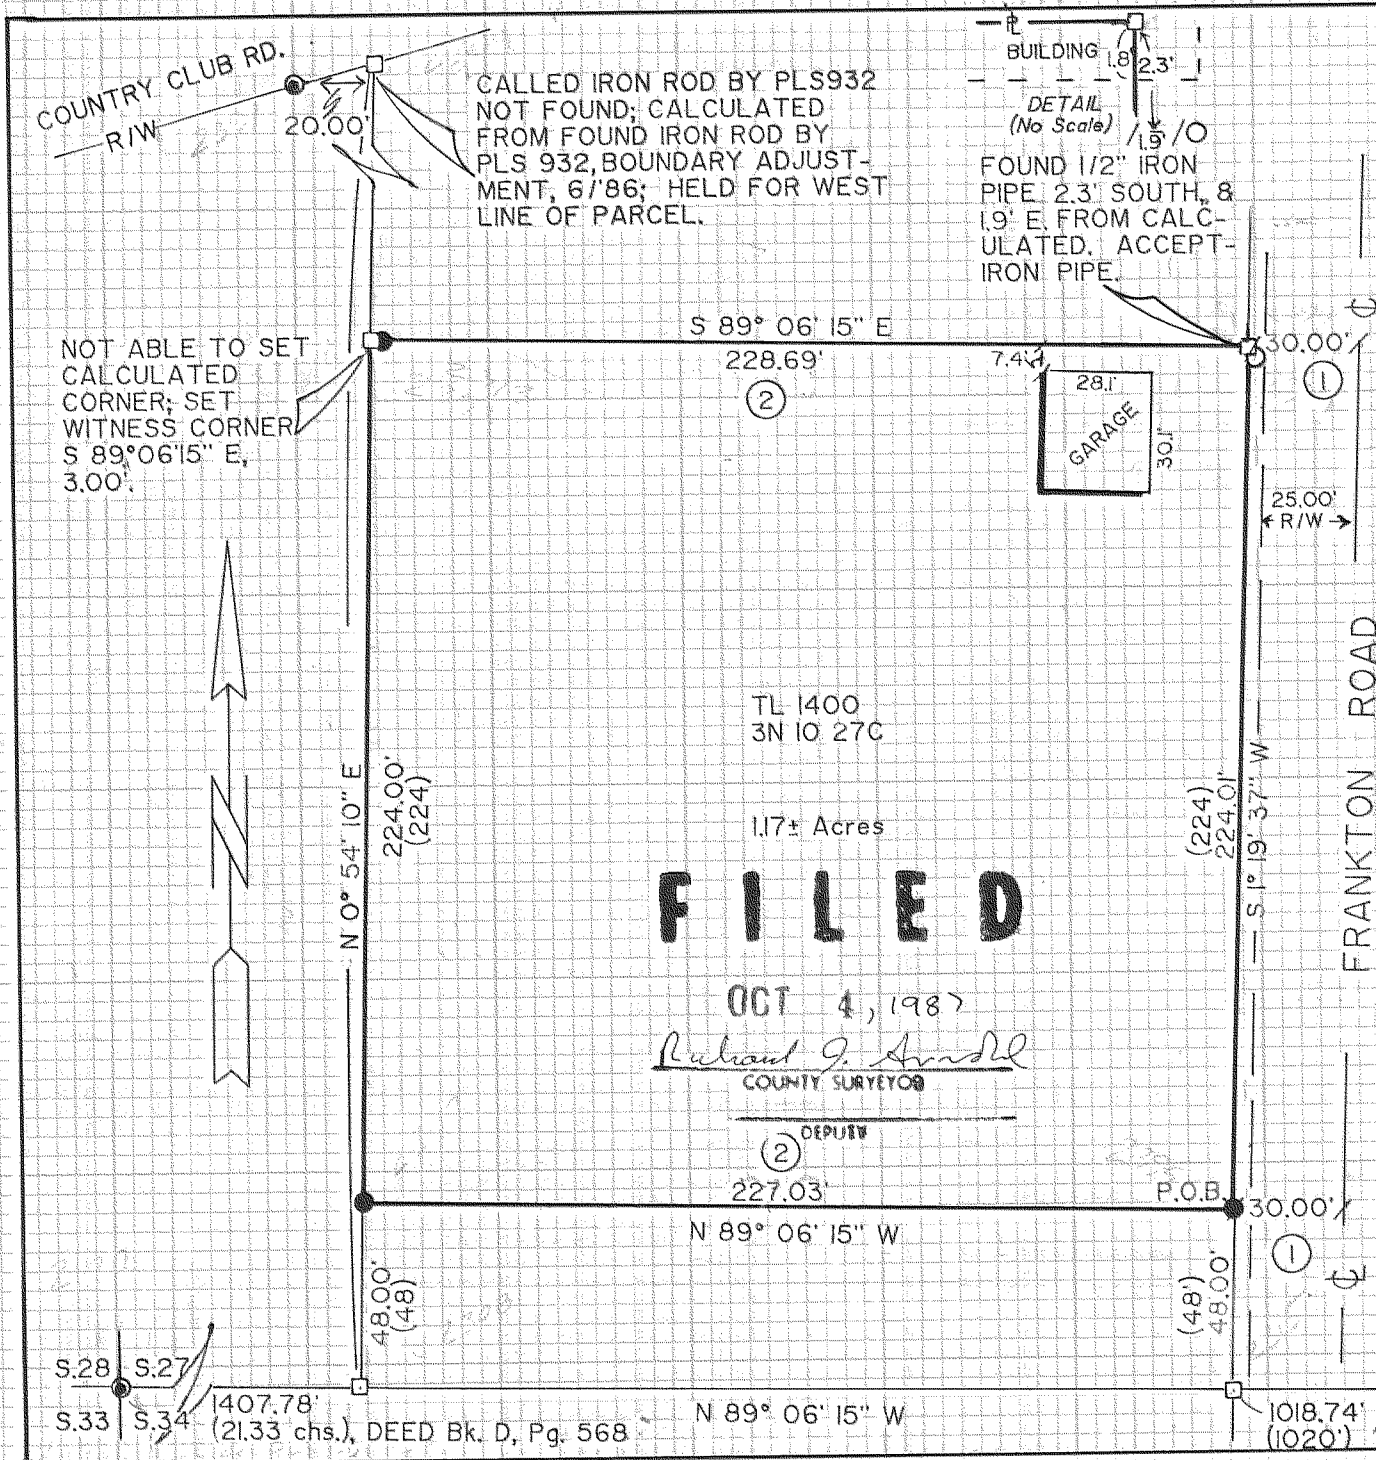 COUNTRY CLUB RD.
R/W
20.00'
CALLED IRON ROD BY PLS932
NOT FOUND; CALCULATED
FROM FOUND IRON ROD BY
PLS 932, BOUNDARY ADJUST-
MENT, 6/'86; HELD FOR WEST
LINE OF PARCEL.
PL
BUILDING
1.8'
2.3'
DETAIL
(No Scale)
1.9'
FOUND 1/2" IRON
PIPE 2.3' SOUTH, &
1.9' E. FROM CALC-
ULATED. ACCEPT-
IRON PIPE.
NOT ABLE TO SET
CALCULATED
CORNER; SET
WITNESS CORNER
S 89°06'15" E,
3.00'.
S 89° 06' 15" E
228.69'
2
7.4'
28.1'
GARAGE
30.1'
30.00'
1
CL
25.00'
R/W
N
N 0° 54' 10" E
224.00'
(224)
TL 1400
3N 10 27C
1.17± Acres
(224)
224.01'
S 1° 19' 37" W
FRANKTON ROAD
FILED
OCT 4, 1987
COUNTY SURVEYOR
DEPUTY
2
227.03'
N 89° 06' 15" W
P.O.B.
30.00'
1
CL
48.00'
(48)
(48')
48.00'
S.28 S.27
S.33 S.34
1407.78'
(21.33 chs.), DEED Bk. D, Pg. 568
N 89° 06' 15" W
1018.74'
(1020')